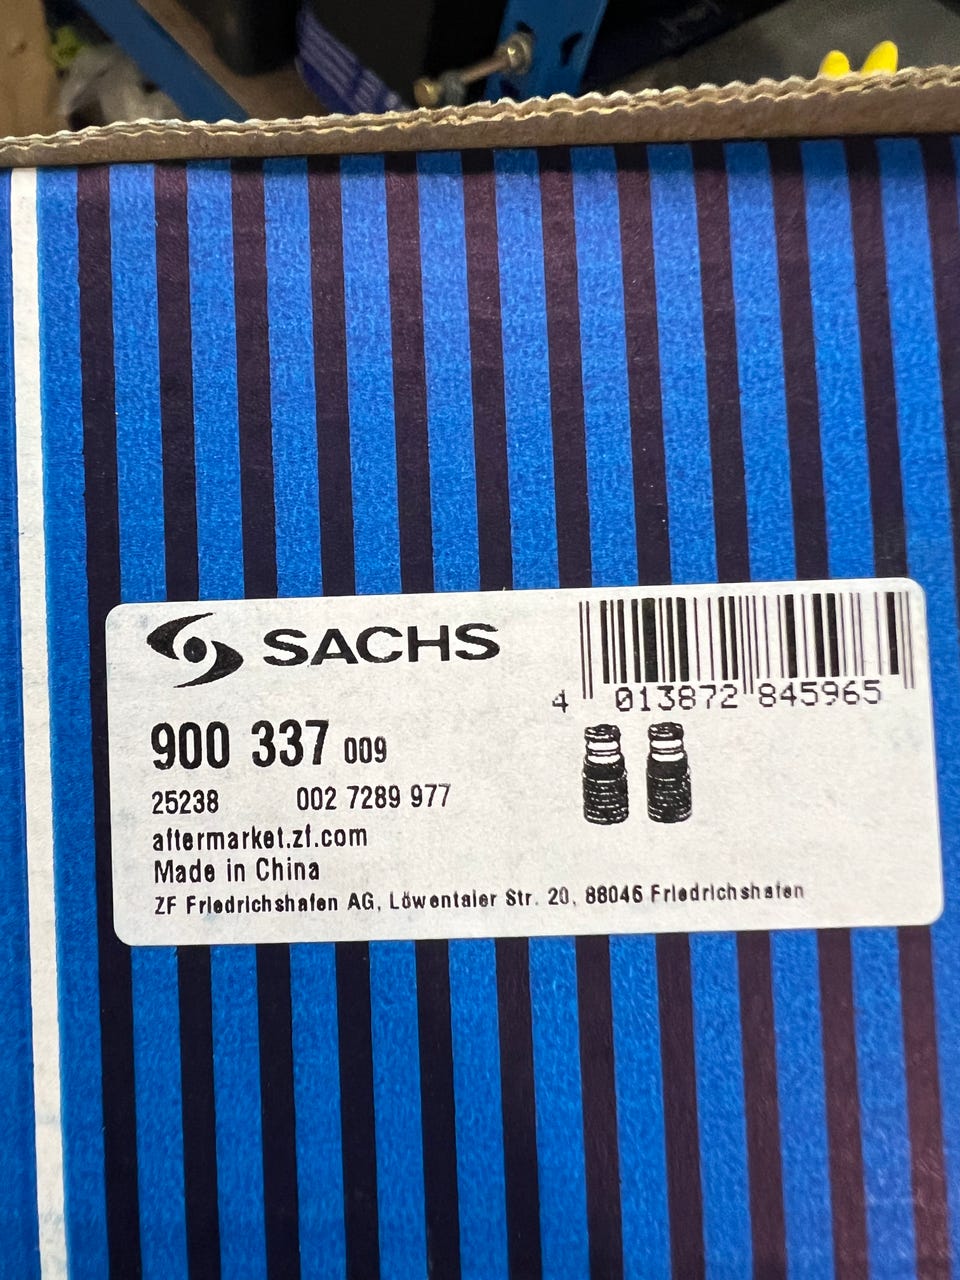 SACHS
4 013872 845965
900 337 009
25238 002 7289 977
aftermarket.zf.com
Made in China
ZF Friedrichshafen AG, Löwentaler Str. 20, 88046 Friedrichshafen